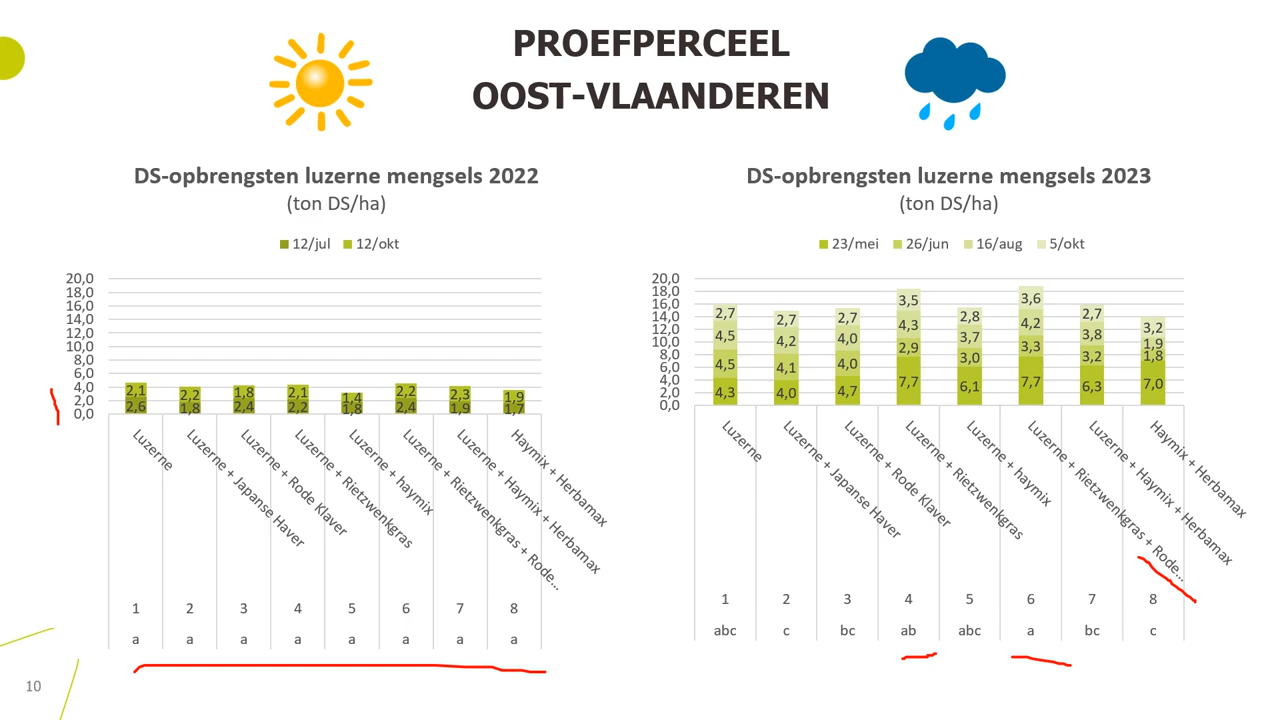 PROEFPERCEEL
OOST-VLAANDEREN
DS-opbrengsten luzerne mengsels 2022
(ton DS/ha)
12/jul 12/okt
20,0
18,0
16,0
14,0
12,0
10,0
8,0
6,0
4,0
2,0
0,0
2,1 2,2 1,8 2,1 1,4 2,2 2,3 1,9
2,6 1,8 2,4 2,2 1,8 2,4 1,9 1,7
Luzerne
Luzerne + Japanse Haver
Luzerne + Rode Klaver
Luzerne + Rietzwenkgras
Luzerne + haymix
Luzerne + Rietzwenkgras + Rode...
Luzerne + Haymix + Herbamax
Haymix + Herbamax
1 2 3 4 5 6 7 8
a a a a a a a a
DS-opbrengsten luzerne mengsels 2023
(ton DS/ha)
23/mei 26/jun 16/aug 5/okt
20,0
18,0
16,0
14,0
12,0
10,0
8,0
6,0
4,0
2,0
0,0
2,7 2,7 2,7 3,5 2,8 3,6 2,7 3,2
4,5 4,2 4,0 4,3 3,7 4,2 3,8 1,9
4,5 4,1 4,0 2,9 3,0 3,3 3,2 1,8
4,3 4,0 4,7 7,7 6,1 7,7 6,3 7,0
Luzerne
Luzerne + Japanse Haver
Luzerne + Rode Klaver
Luzerne + Rietzwenkgras
Luzerne + haymix
Luzerne + Rietzwenkgras + Rode...
Luzerne + Haymix + Herbamax
Haymix + Herbamax
1 2 3 4 5 6 7 8
abc c bc ab abc a bc c
10